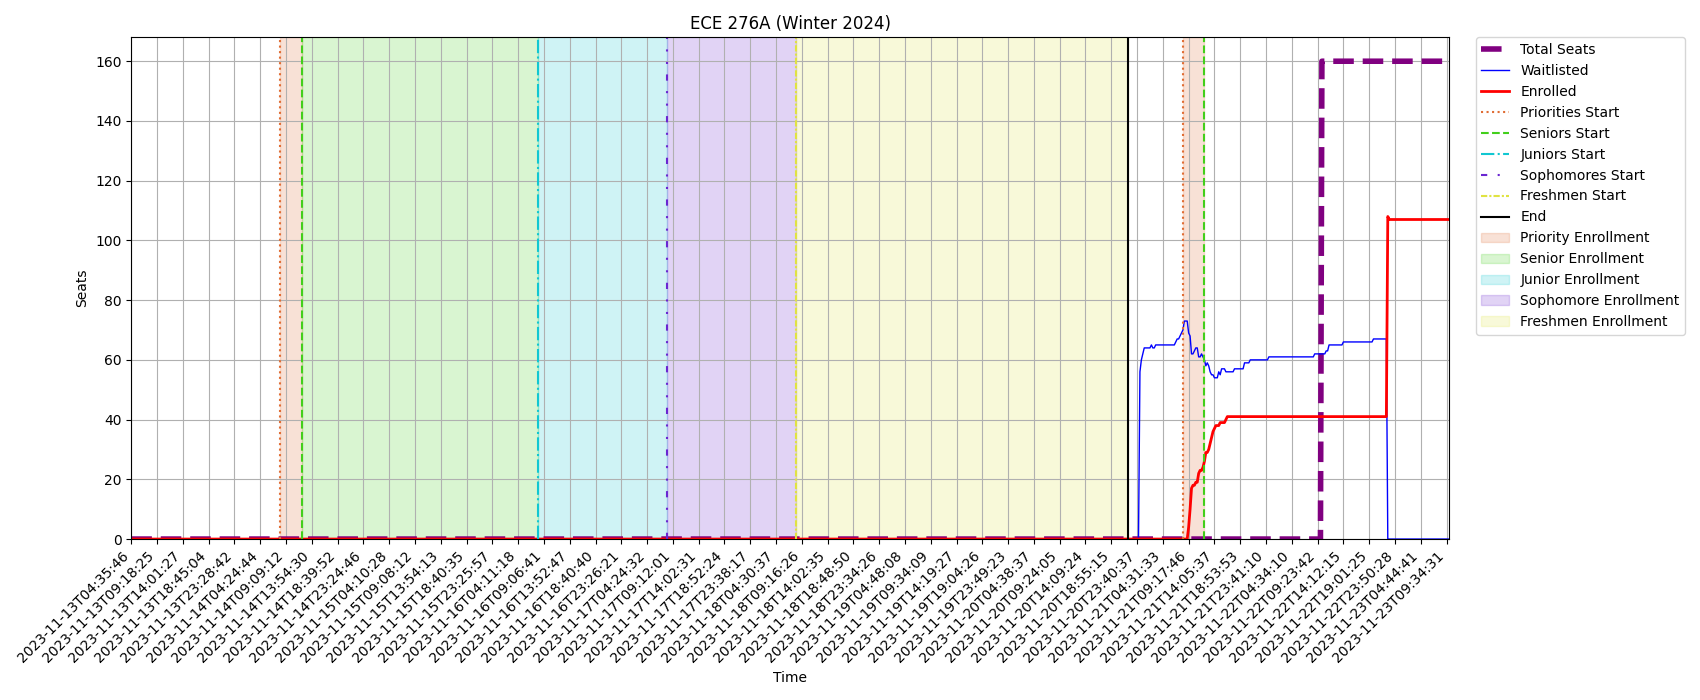 ECE 276A (Winter 2024)
Seats
160
140
120
100
80
60
40
20
0
2023-11-13T04:35:46
2023-11-13T09:18:25
2023-11-13T14:01:27
2023-11-13T18:45:04
2023-11-13T23:28:42
2023-11-14T04:24:44
2023-11-14T09:09:12
2023-11-14T13:54:30
2023-11-14T18:39:52
2023-11-14T23:24:46
2023-11-15T04:10:28
2023-11-15T09:08:12
2023-11-15T13:54:13
2023-11-15T18:40:35
2023-11-15T23:25:57
2023-11-16T04:11:18
2023-11-16T09:06:41
2023-11-16T13:52:47
2023-11-16T18:40:40
2023-11-16T23:26:21
2023-11-17T04:24:32
2023-11-17T09:12:01
2023-11-17T14:02:31
2023-11-17T18:52:24
2023-11-17T23:38:17
2023-11-18T04:30:37
2023-11-18T09:16:26
2023-11-18T14:02:35
2023-11-18T18:48:50
2023-11-18T23:34:26
2023-11-19T04:48:08
2023-11-19T09:34:09
2023-11-19T14:19:27
2023-11-19T19:04:26
2023-11-19T23:49:23
2023-11-20T04:38:37
2023-11-20T09:24:05
2023-11-20T14:09:24
2023-11-20T18:55:15
2023-11-20T23:40:37
2023-11-21T04:31:33
2023-11-21T09:17:46
2023-11-21T14:05:37
2023-11-21T18:53:53
2023-11-21T23:41:10
2023-11-22T04:34:10
2023-11-22T09:23:42
2023-11-22T14:12:15
2023-11-22T19:01:25
2023-11-22T23:50:28
2023-11-23T04:44:41
2023-11-23T09:34:31
Time
Total Seats
Waitlisted
Enrolled
Priorities Start
Seniors Start
Juniors Start
Sophomores Start
Freshmen Start
End
Priority Enrollment
Senior Enrollment
Junior Enrollment
Sophomore Enrollment
Freshmen Enrollment